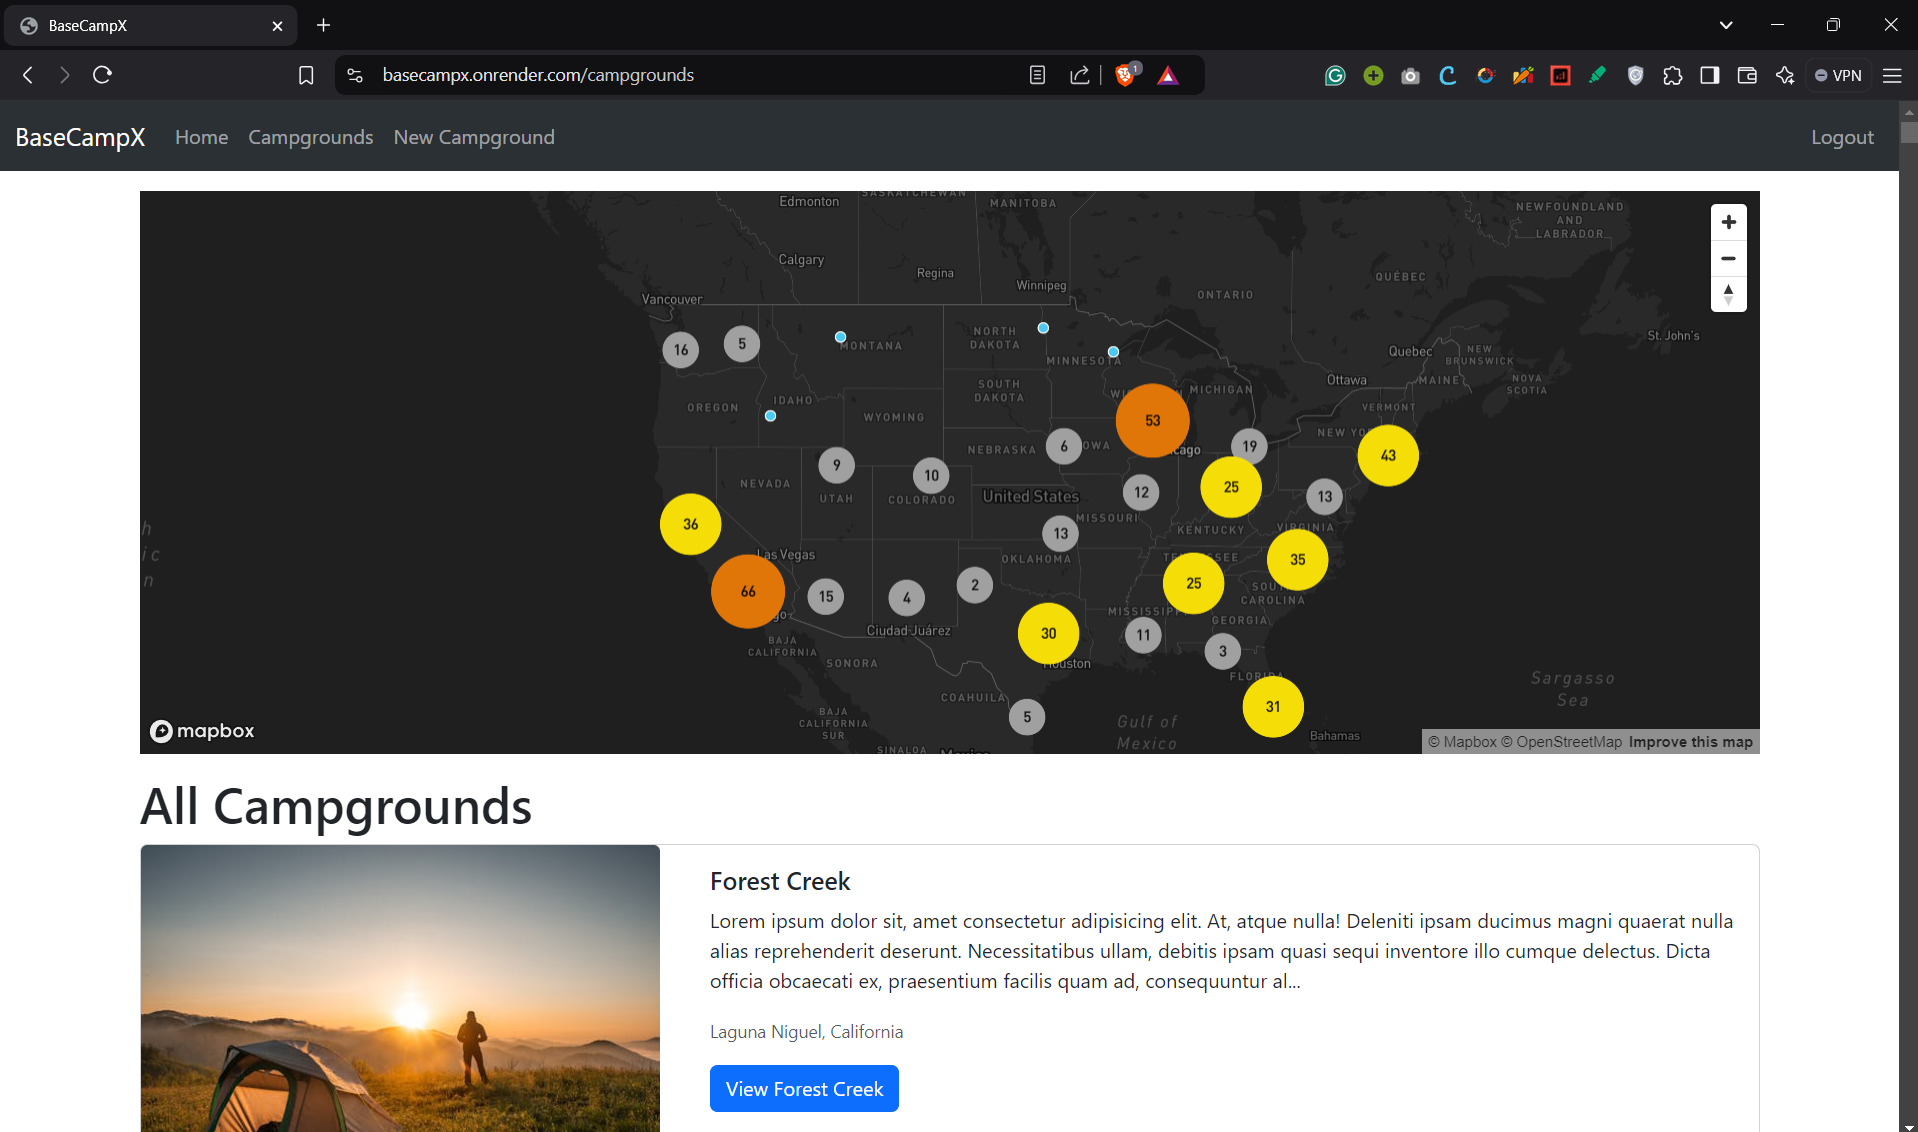 BaseCampX
basecampx.onrender.com/campgrounds
1
VPN
BaseCampX Home Campgrounds New Campground Logout
SASKATCHEWAN
Edmonton
MANITOBA
NEWFOUNDLAND
AND
LABRADOR
Calgary
Regina
Winnipeg
QUÉBEC
ONTARIO
Vancouver
NORTH
DAKOTA
MONTANA
MINNESOTA
St. John's
Quebec
NEW
BRUNSWICK
16
5
Ottawa
MAINE
NOVA
SCOTIA
SOUTH
DAKOTA
MICHIGAN
IDAHO
OREGON
WYOMING
VERMONT
53
NEW YO
NEBRASKA
6
OWA
cago
19
43
9
10
UTAH
COLORADO
NEVADA
United States
12
25
13
MISSOURI
KENTUCKY
VIRGINIA
36
13
Las Vegas
OKLAHOMA
35
66
15
4
2
25
SOU
CAROLINA
MISSISSIPP
GEORGIA
go
Ciudad Juárez
30
11
3
BAJA
CALIFORNIA
SONORA
Houston
FLORIDA
COAHUILA
5
31
BAJA
CALIFORNIA
SUR
SINALOA
Mexico
Gulf of
Mexico
Sargasso
Sea
Bahamas
h
ic
n
mapbox
© Mapbox © OpenStreetMap Improve this map
All Campgrounds
Forest Creek
Lorem ipsum dolor sit, amet consectetur adipisicing elit. At, atque nulla! Deleniti ipsam ducimus magni quaerat nulla
alias reprehenderit deserunt. Necessitatibus ullam, debitis ipsam quasi sequi inventore illo cumque delectus. Dicta
officia obcaecati ex, praesentium facilis quam ad, consequuntur al...
Laguna Niguel, California
View Forest Creek